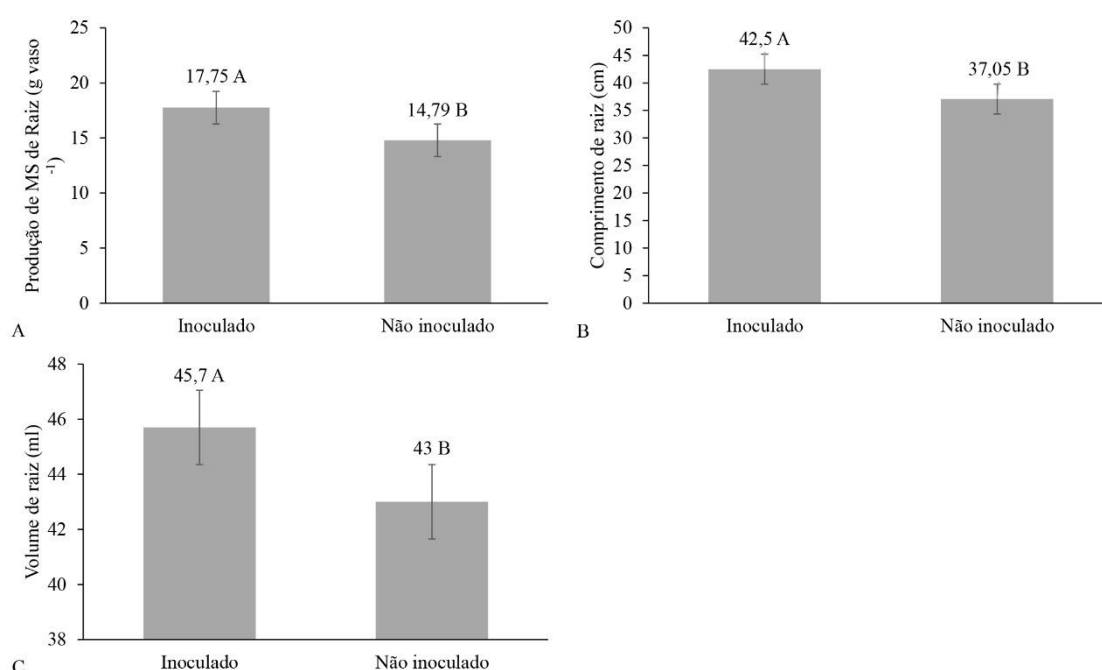 Produção de MS de Raiz (g vaso
-1)
25
20
15
10
5
0
17,75 A
14,79 B
Inoculado
Não inoculado
A
Comprimento de raiz (cm)
50
45
40
35
30
25
20
15
10
5
0
42,5 A
37,05 B
Inoculado
Não inoculado
B
Volume de raiz (ml)
48
46
44
42
40
38
45,7 A
43 B
Inoculado
Não inoculado
C